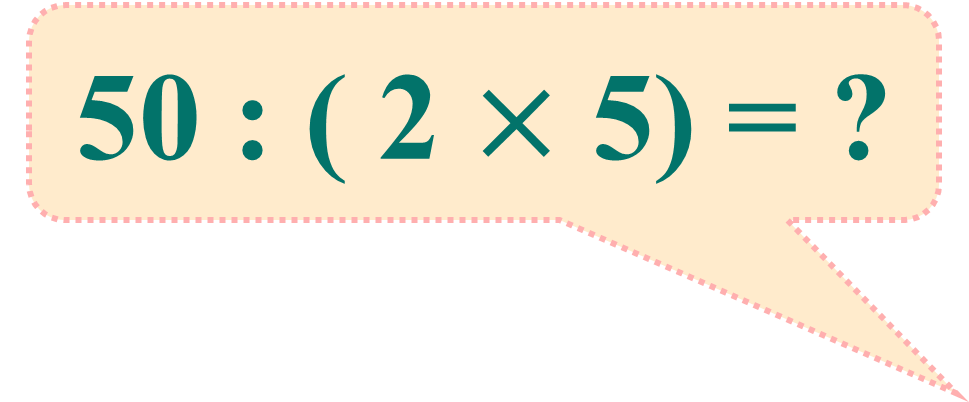 50 : ( 2 × 5) = ?